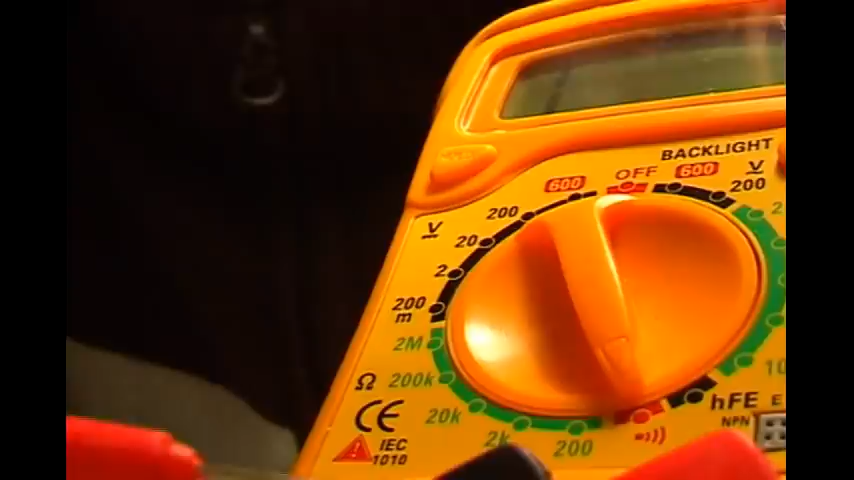 BACKLIGHT
600
OFF
600
V
200
200
V
20
2
200
m
2M
Ω
200k
20k
2k
200
hFE
NPN
E
CE
IEC
1010